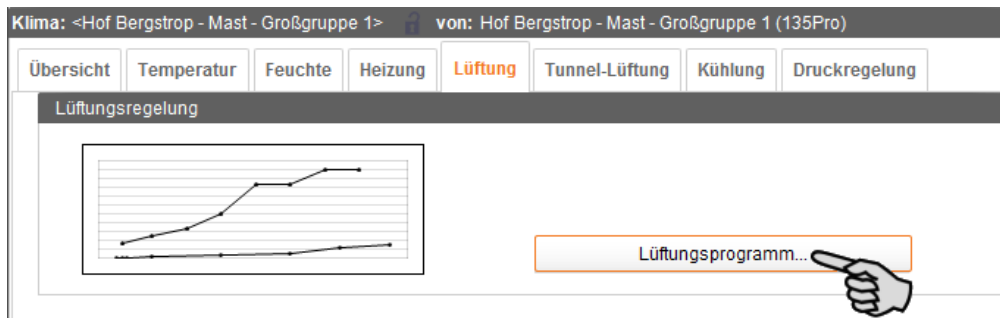 Klima: <Hof Bergstrop - Mast - Großgruppe 1> von: Hof Bergstrop - Mast - Großgruppe 1 (135Pro)
Übersicht Temperatur Feuchte Heizung Lüftung Tunnel-Lüftung Kühlung Druckregelung
Lüftungsregelung
Lüftungsprogramm...